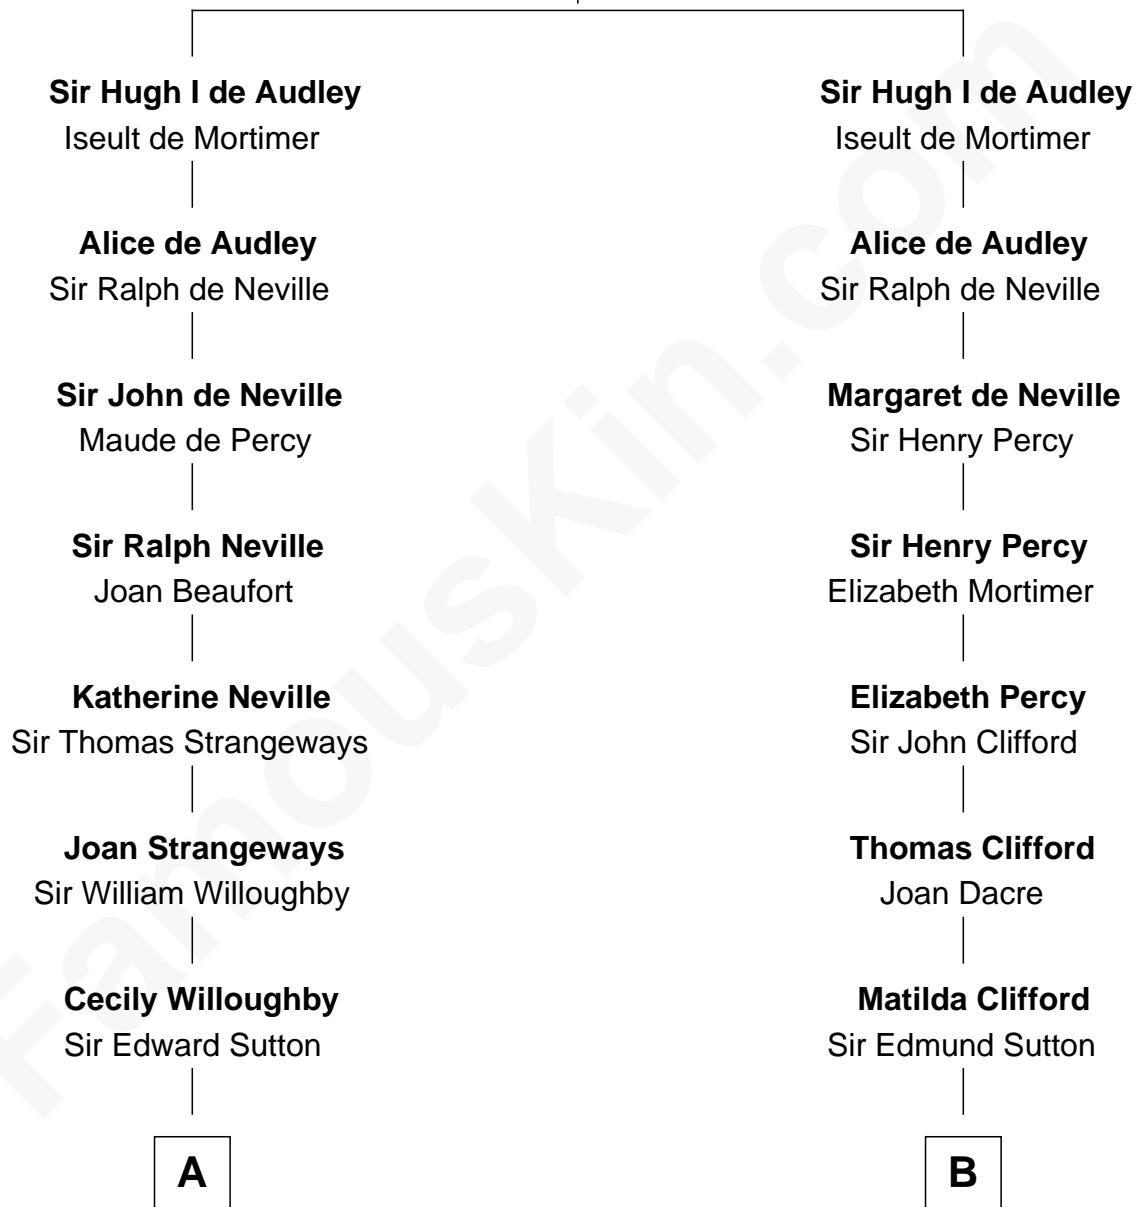 Sir Hugh I de Audley
Iseult de Mortimer
Alice de Audley
Sir Ralph de Neville
Sir John de Neville
Maude de Percy
Sir Ralph Neville
Joan Beaufort
Katherine Neville
Sir Thomas Strangeways
Joan Strangeways
Sir William Willoughby
Cecily Willoughby
Sir Edward Sutton
A
Sir Hugh I de Audley
Iseult de Mortimer
Alice de Audley
Sir Ralph de Neville
Margaret de Neville
Sir Henry Percy
Sir Henry Percy
Elizabeth Mortimer
Elizabeth Percy
Sir John Clifford
Thomas Clifford
Joan Dacre
Matilda Clifford
Sir Edmund Sutton
B
FamousKin.com